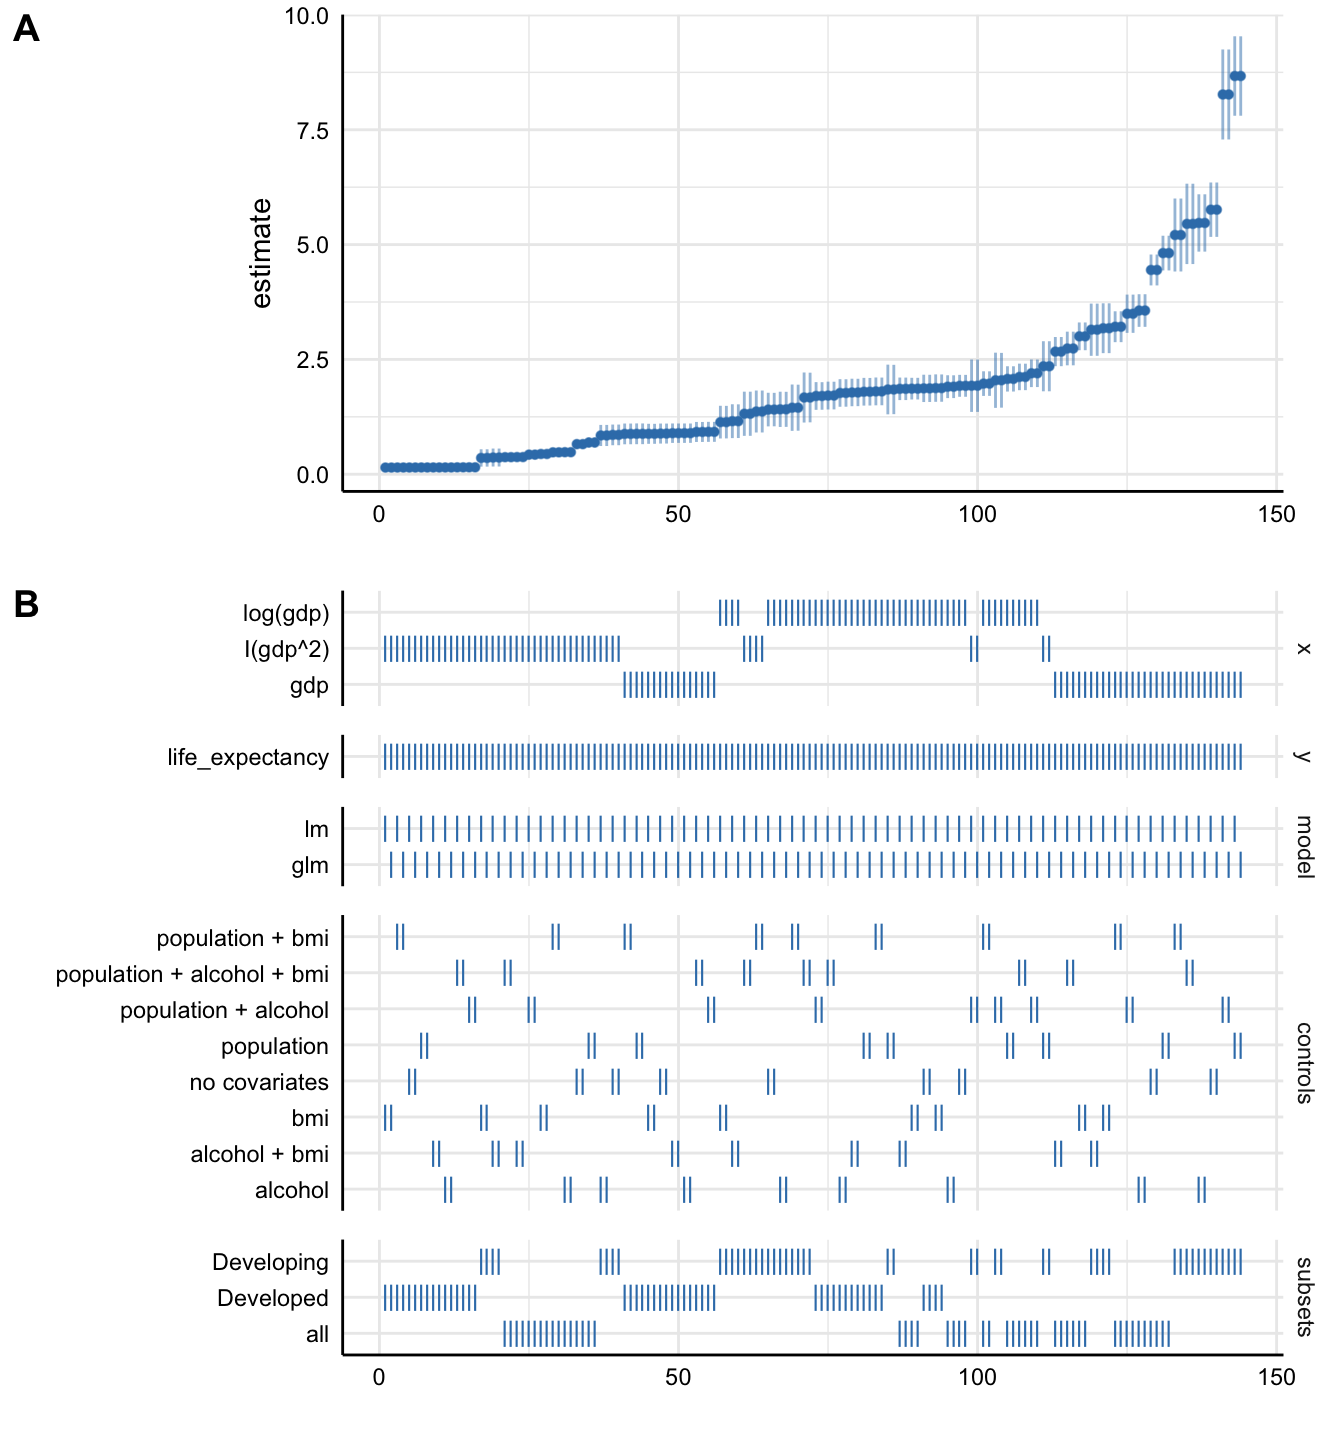 A
10.0
7.5
5.0
2.5
0.0
estimate
0 50 100 150
B
log(gdp)
I(gdp^2)
gdp
x
life_expectancy
y
lm
glm
model
population + bmi
population + alcohol + bmi
population + alcohol
population
no covariates
bmi
alcohol + bmi
alcohol
controls
Developing
Developed
all
subsets
0 50 100 150